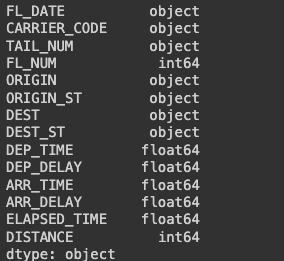 FL_DATE object
CARRIER_CODE object
TAIL_NUM object
FL_NUM int64
ORIGIN object
ORIGIN_ST object
DEST object
DEST_ST object
DEP_TIME float64
DEP_DELAY float64
ARR_TIME float64
ARR_DELAY float64
ELAPSED_TIME float64
DISTANCE int64
dtype: object